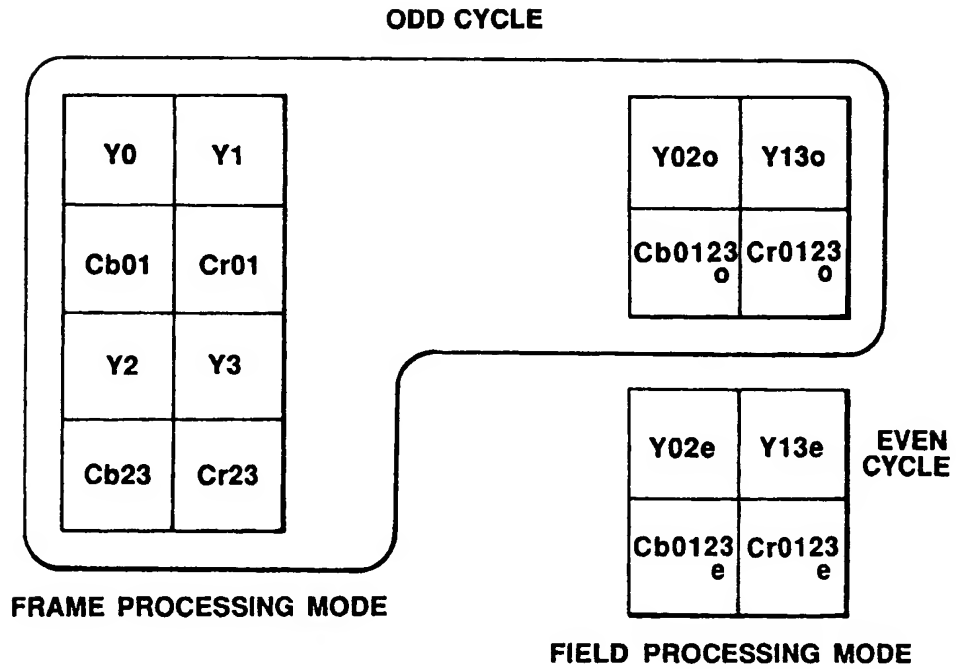 ODD CYCLE
Y0 Y1
Cb01 Cr01
Y2 Y3
Cb23 Cr23
FRAME PROCESSING MODE
Y02o Y13o
Cb0123 Cr0123
o o
Y02e Y13e
Cb0123 Cr0123
e e
EVEN
CYCLE
FIELD PROCESSING MODE